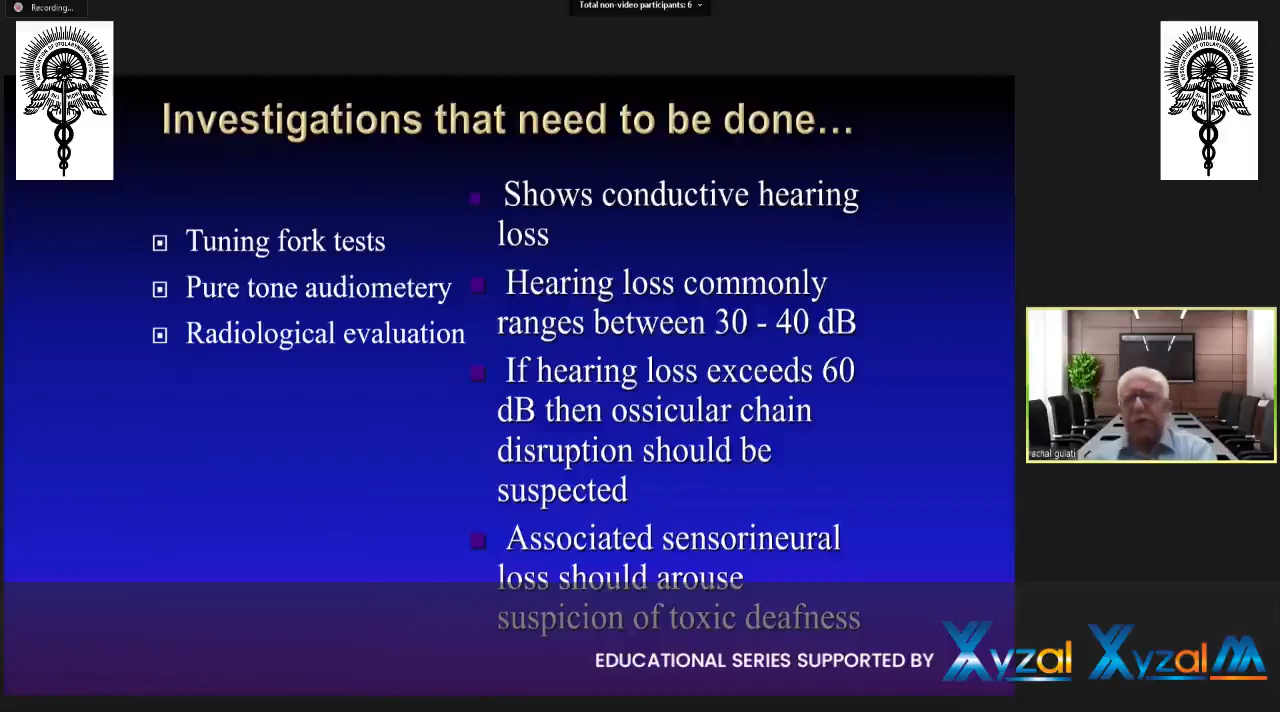 Recording...
Total non-video participants: 6
Investigations that need to be done...
Tuning fork tests
Pure tone audiometery
Radiological evaluation
Shows conductive hearing
loss
Hearing loss commonly
ranges between 30 - 40 dB
If hearing loss exceeds 60
dB then ossicular chain
disruption should be
suspected
Associated sensorineural
loss should arouse
suspicion of toxic deafness
achal gulati
EDUCATIONAL SERIES SUPPORTED BY
Xyzal
Xyzal M